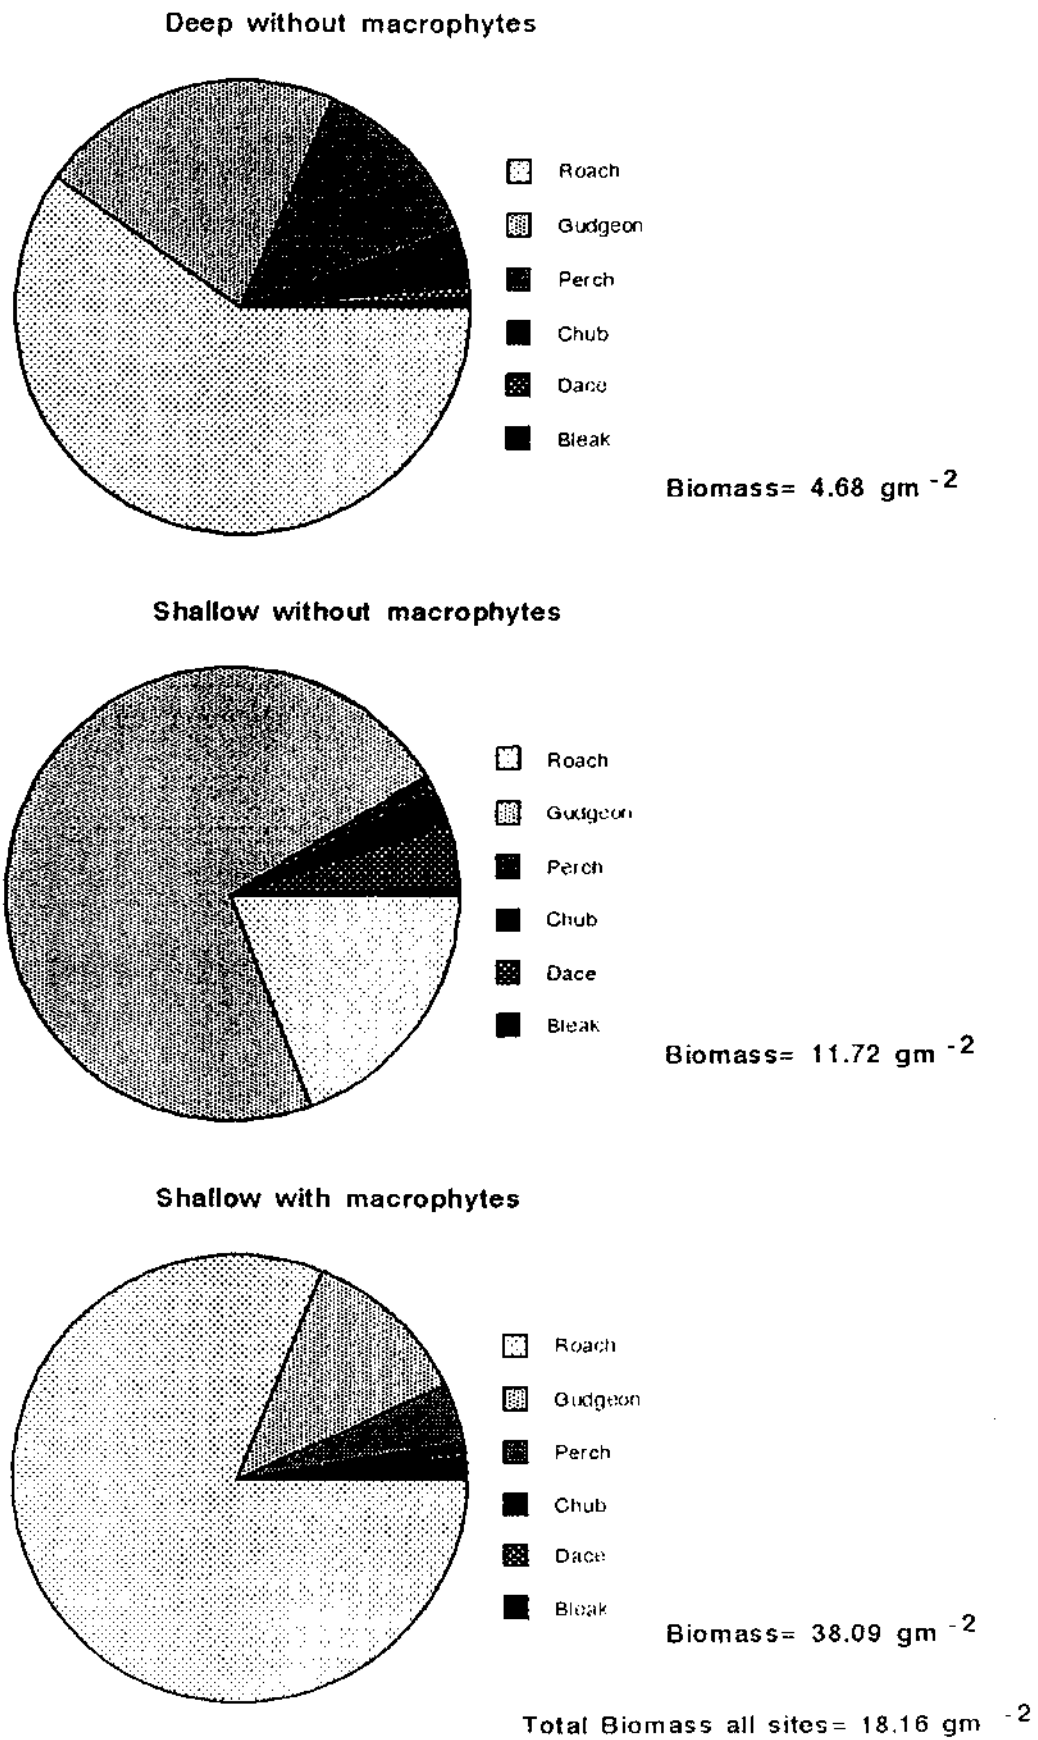 Deep without macrophytes
Roach
Gudgeon
Perch
Chub
Dace
Bleak
Biomass= 4.68 gm -2
Shallow without macrophytes
Roach
Gudgeon
Perch
Chub
Dace
Bleak
Biomass= 11.72 gm -2
Shallow with macrophytes
Roach
Gudgeon
Perch
Chub
Dace
Bleak
Biomass= 38.09 gm -2
Total Biomass all sites= 18.16 gm -2